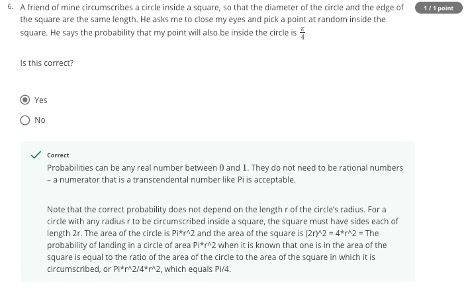 6. A friend of mine circumscribes a circle inside a square, so that the diameter of the circle and the edge of
1 / 1 point
the square are the same length. He asks me to close my eyes and pick a point at random inside the
square. He says the probability that my point will also be inside the circle is π/4
Is this correct?
Yes
No
Correct
Probabilities can be any real number between 0 and 1. They do not need to be rational numbers
– a numerator that is a transcendental number like Pi is acceptable.
Note that the correct probability does not depend on the length r of the circle's radius. For a
circle with any radius r to be circumscribed inside a square, the square must have sides each of
length 2r. The area of the circle is Pi*r^2 and the area of the square is (2r)^2 = 4*r^2 = The
probability of landing in a circle of area Pi*r^2 when it is known that one is in the area of the
square is equal to the ratio of the area of the circle to the area of the square in which it is
circumscribed, or Pi*r^2/4*r^2, which equals Pi/4.